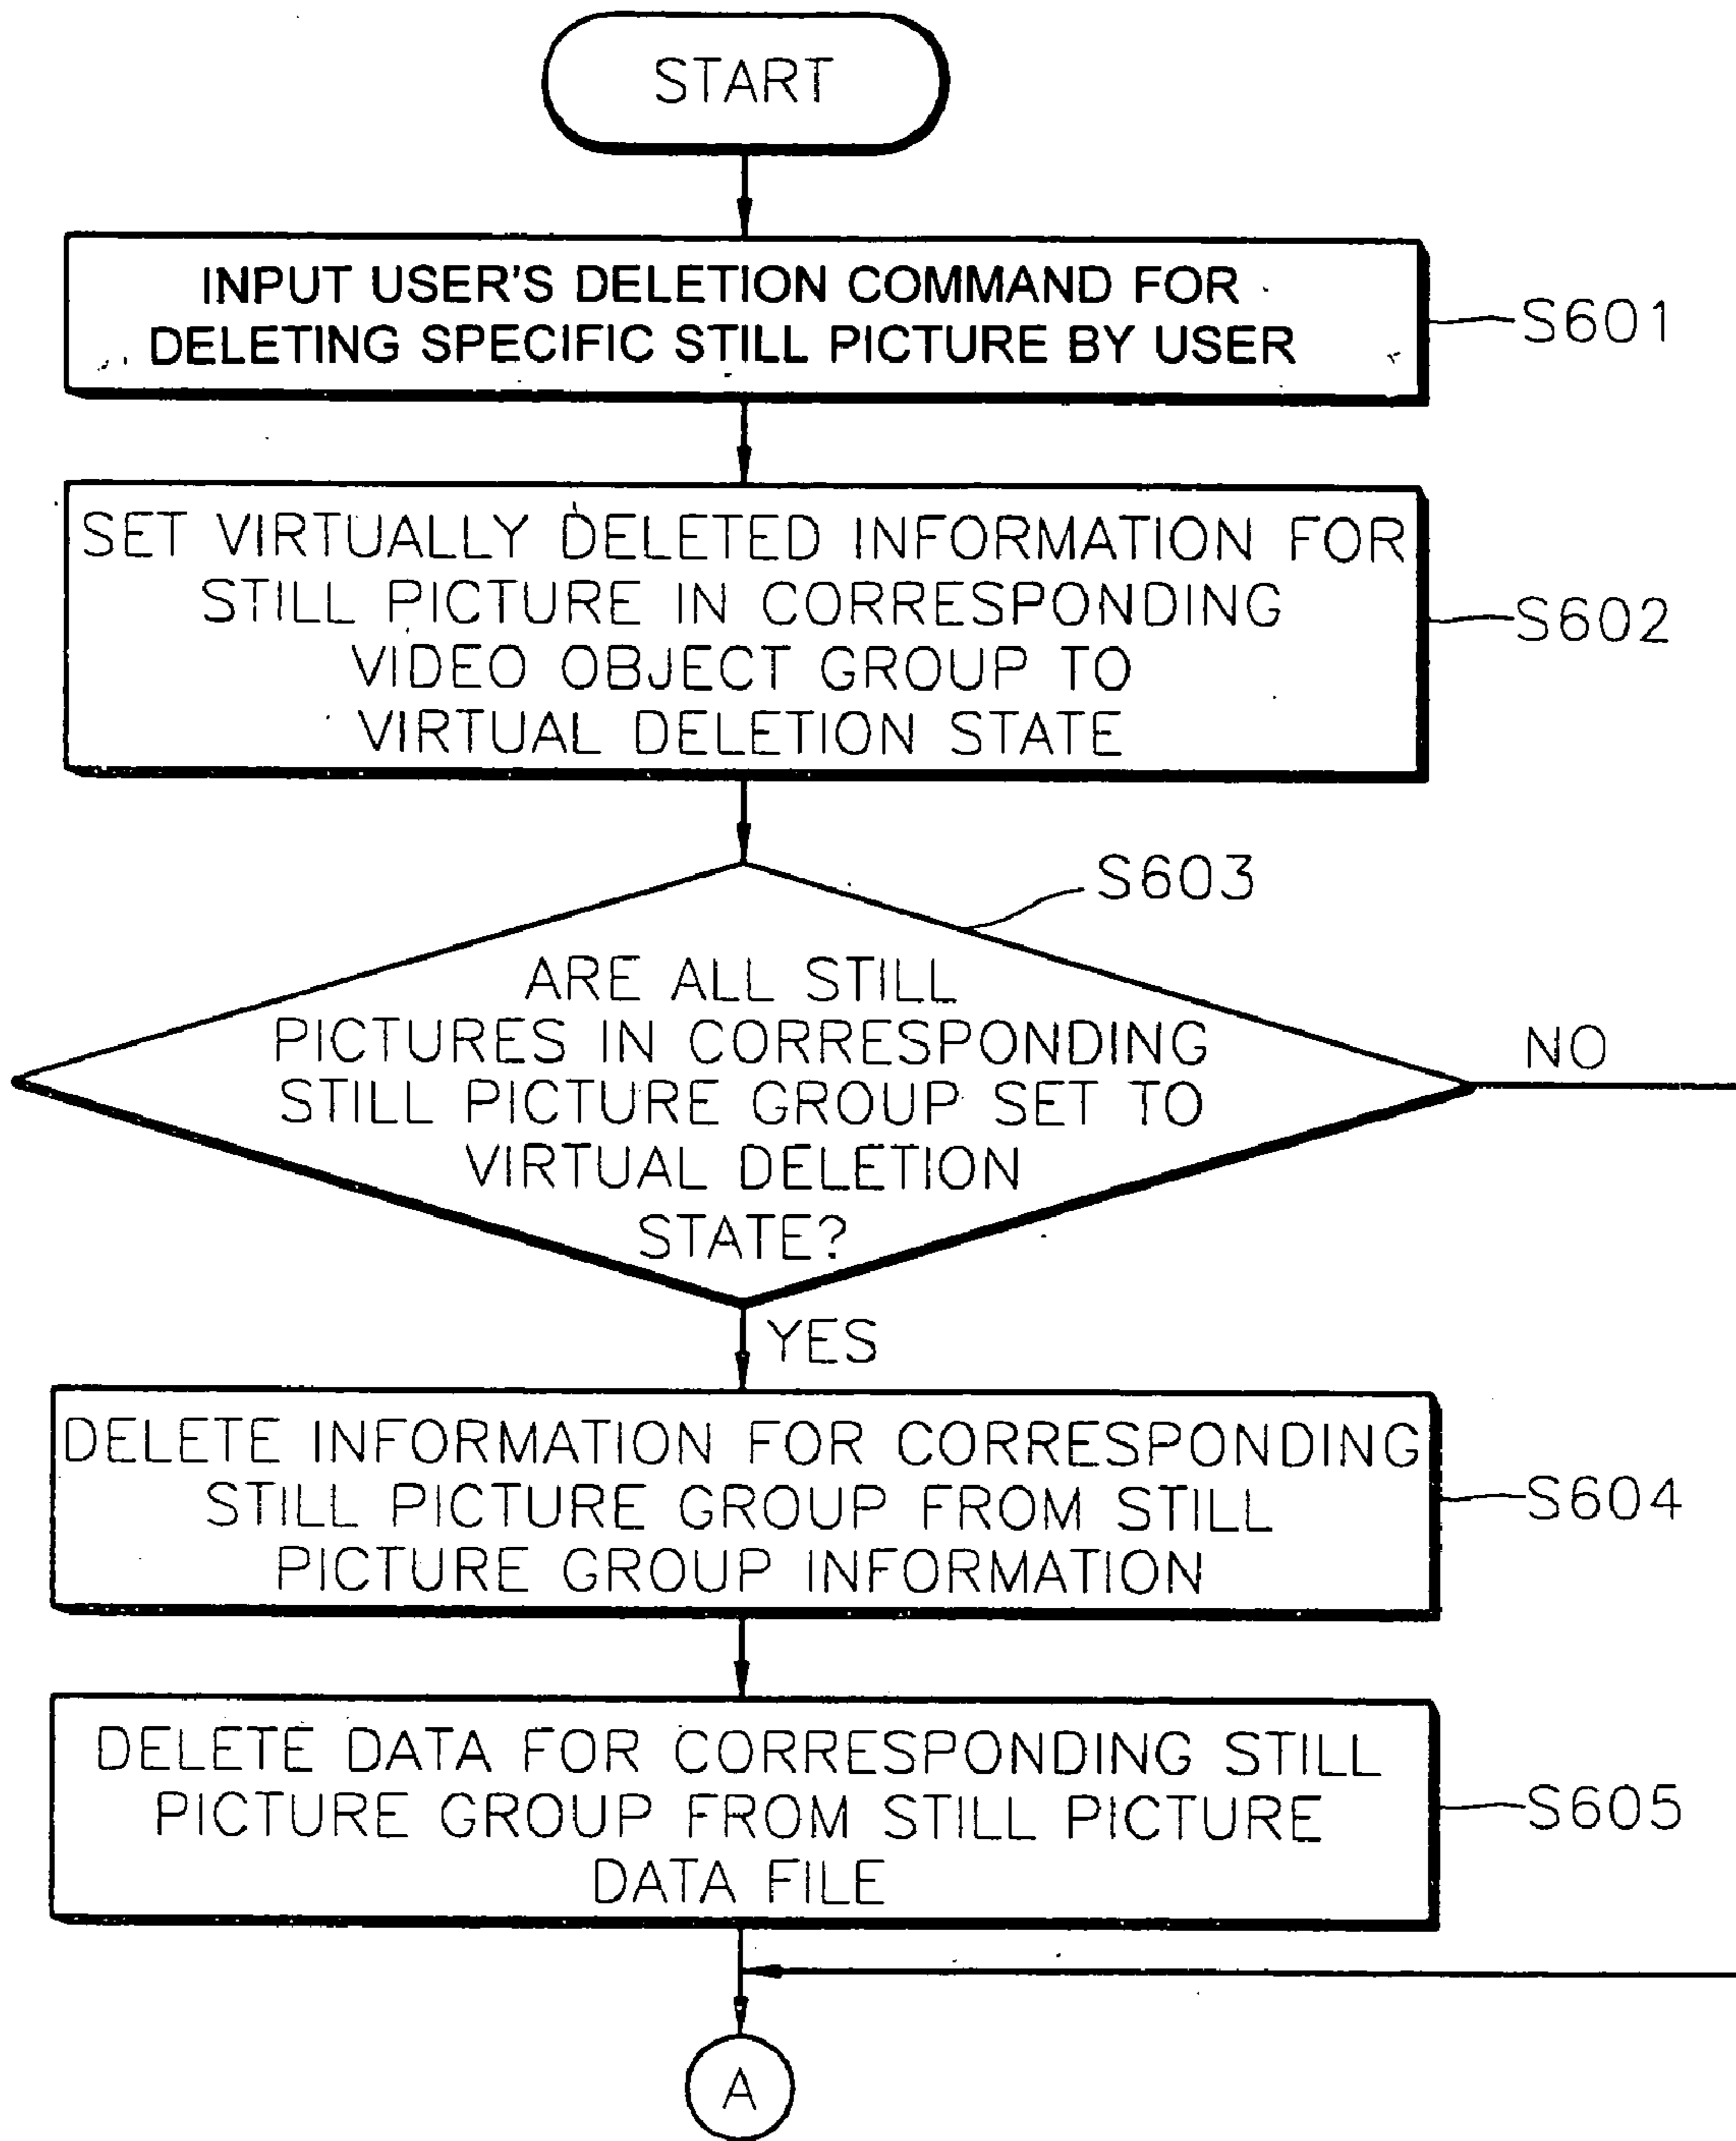 START
INPUT USER'S DELETION COMMAND FOR
DELETING SPECIFIC STILL PICTURE BY USER
S601
SET VIRTUALLY DELETED INFORMATION FOR
STILL PICTURE IN CORRESPONDING
VIDEO OBJECT GROUP TO
VIRTUAL DELETION STATE
S602
S603
ARE ALL STILL
PICTURES IN CORRESPONDING
STILL PICTURE GROUP SET TO
VIRTUAL DELETION
STATE?
NO
YES
DELETE INFORMATION FOR CORRESPONDING
STILL PICTURE GROUP FROM STILL
PICTURE GROUP INFORMATION
S604
DELETE DATA FOR CORRESPONDING STILL
PICTURE GROUP FROM STILL PICTURE
DATA FILE
S605
A